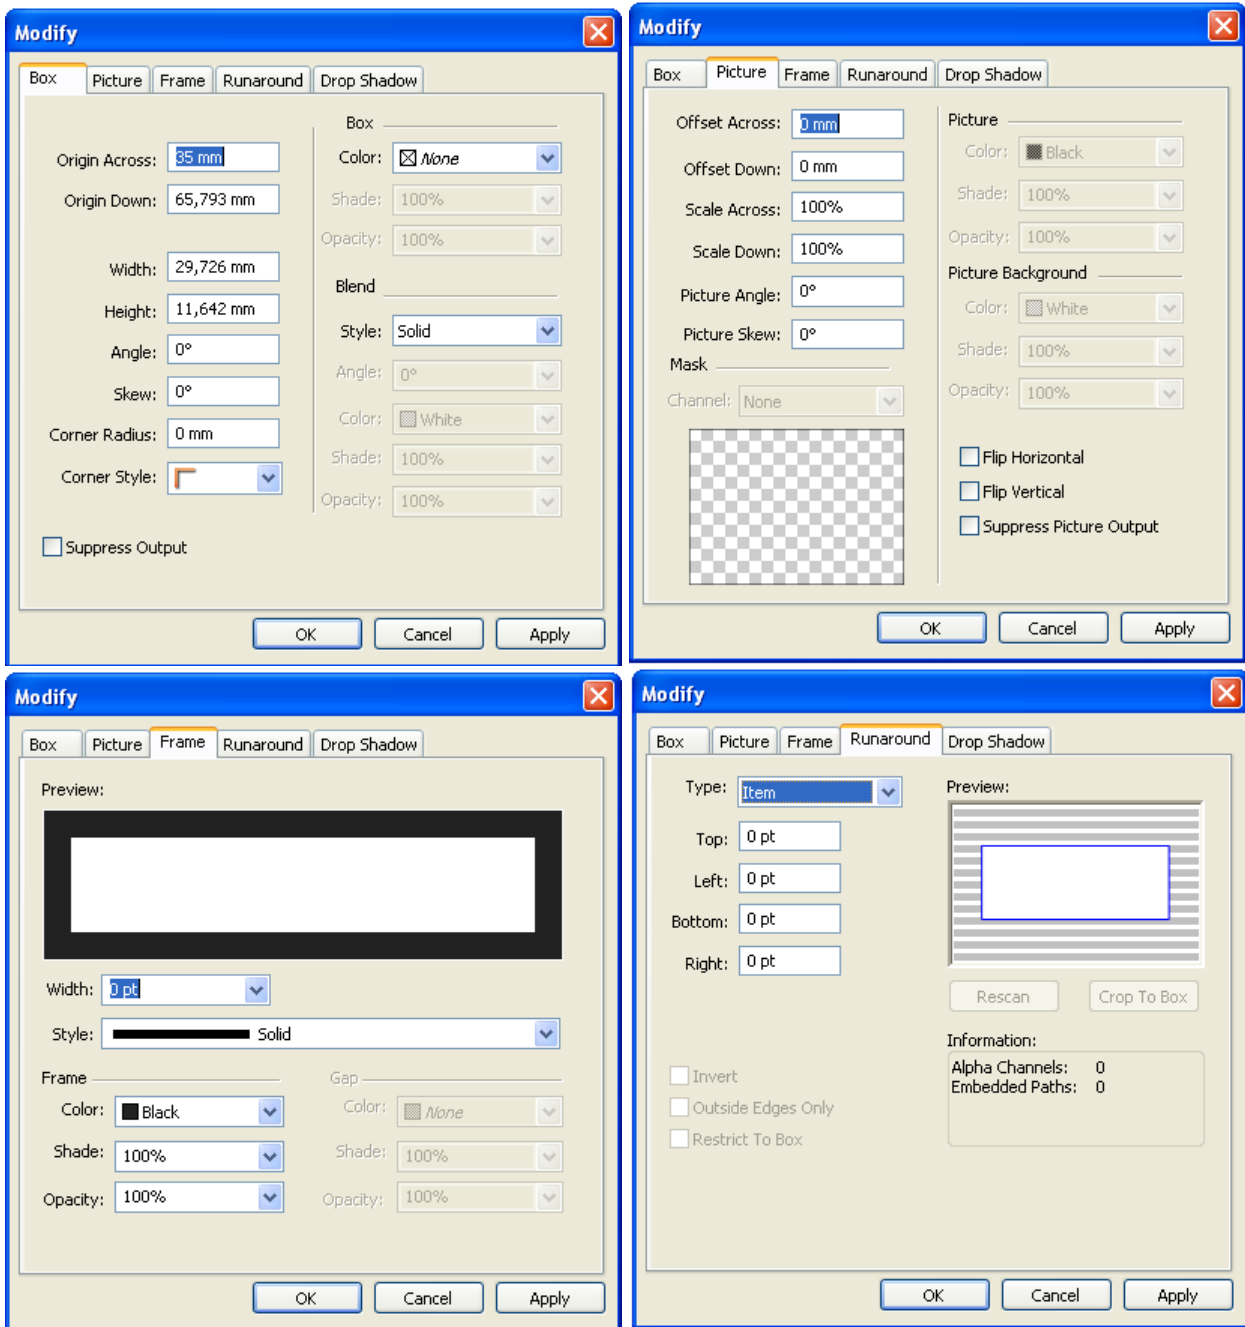 Modify
Box Picture Frame Runaround Drop Shadow
Origin Across: 35 mm
Origin Down: 65,793 mm
Width: 29,726 mm
Height: 11,642 mm
Angle: 0°
Skew: 0°
Corner Radius: 0 mm
Corner Style:
Suppress Output
Box
Color: None
Shade: 100%
Opacity: 100%
Blend
Style: Solid
Angle: 0°
Color: White
Shade: 100%
Opacity: 100%
OK Cancel Apply
Modify
Box Picture Frame Runaround Drop Shadow
Offset Across: 0 mm
Offset Down: 0 mm
Scale Across: 100%
Scale Down: 100%
Picture Angle: 0°
Picture Skew: 0°
Mask
Channel: None
Picture
Color: Black
Shade: 100%
Opacity: 100%
Picture Background
Color: White
Shade: 100%
Opacity: 100%
Flip Horizontal
Flip Vertical
Suppress Picture Output
OK Cancel Apply
Modify
Box Picture Frame Runaround Drop Shadow
Preview:
Width: 0 pt
Style: Solid
Frame
Color: Black
Shade: 100%
Opacity: 100%
Gap
Color: None
Shade: 100%
Opacity: 100%
OK Cancel Apply
Modify
Box Picture Frame Runaround Drop Shadow
Type: Item
Top: 0 pt
Left: 0 pt
Bottom: 0 pt
Right: 0 pt
Invert
Outside Edges Only
Restrict To Box
Preview:
Rescan Crop To Box
Information:
Alpha Channels: 0
Embedded Paths: 0
OK Cancel Apply